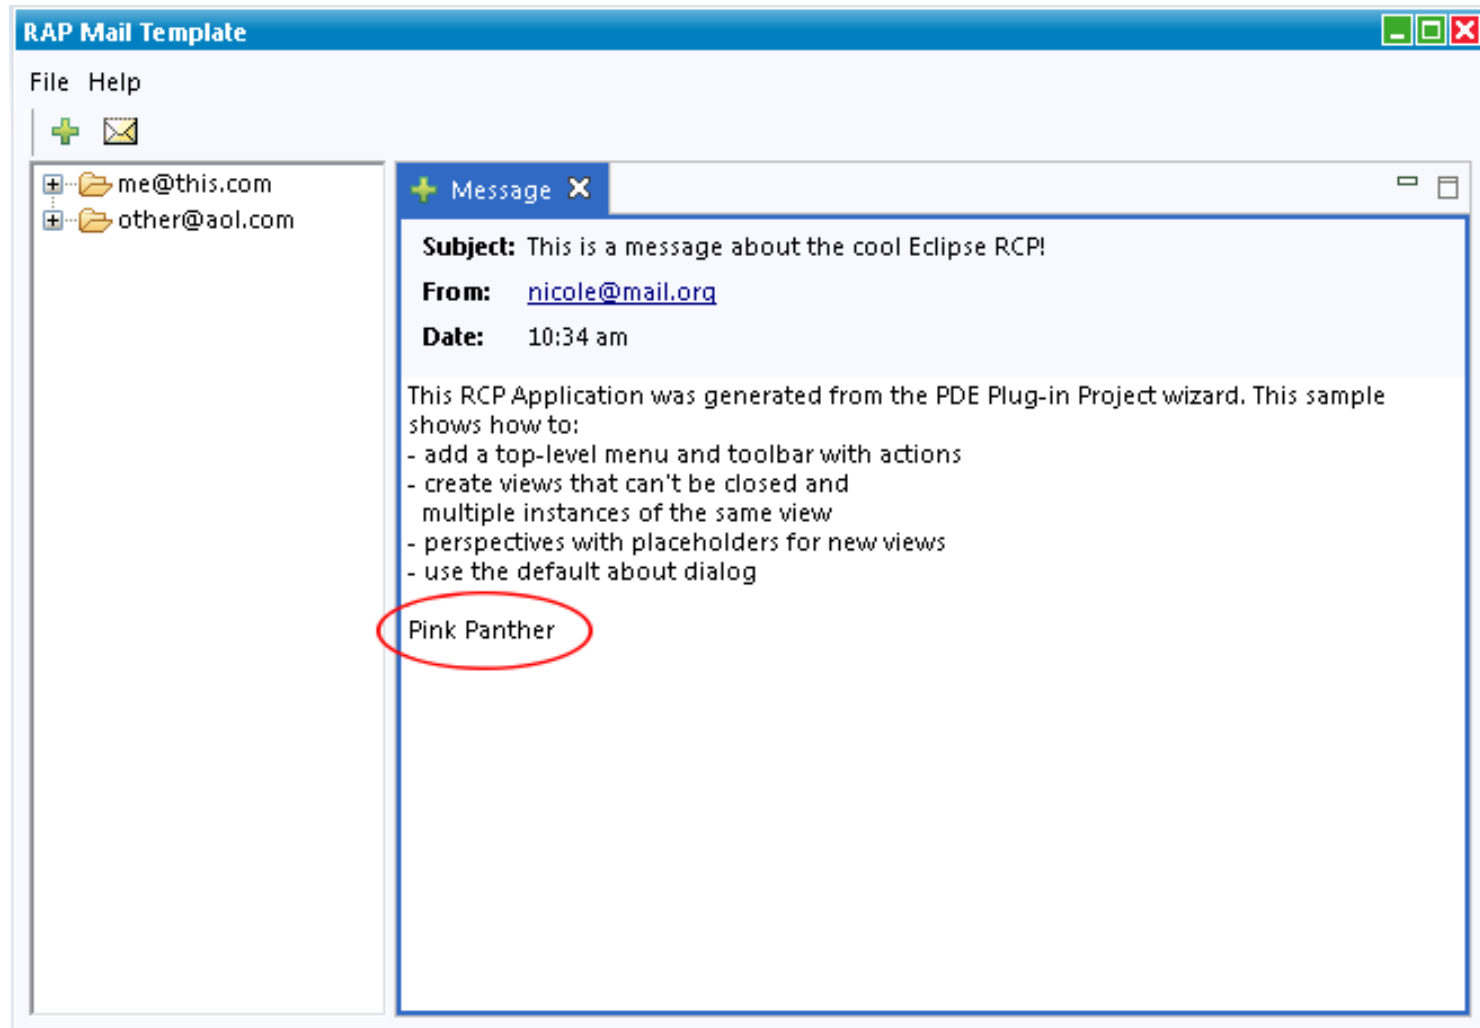 RAP Mail Template
File Help
me@this.com
other@aol.com
Message
Subject: This is a message about the cool Eclipse RCP!
From: nicole@mail.org
Date: 10:34 am
This RCP Application was generated from the PDE Plug-in Project wizard. This sample
shows how to:
- add a top-level menu and toolbar with actions
- create views that can't be closed and
multiple instances of the same view
- perspectives with placeholders for new views
- use the default about dialog
Pink Panther